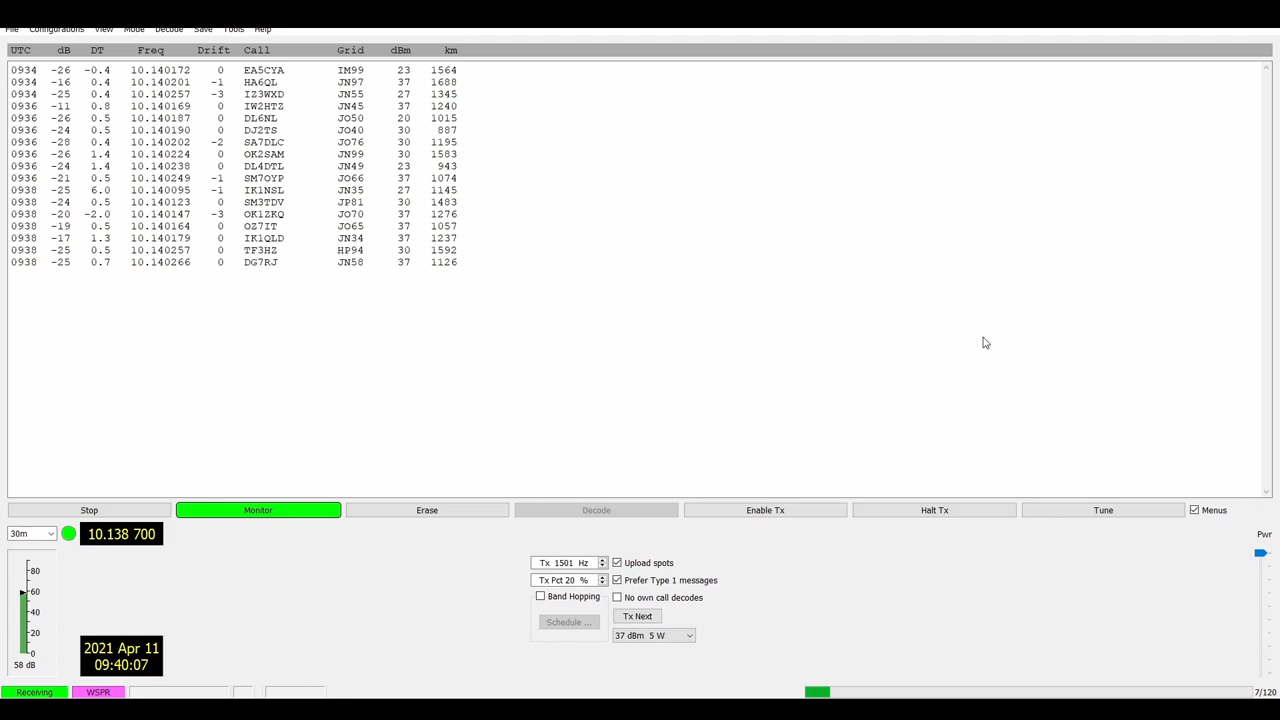 File Configurations View Mode Decode Save Tools Help
UTC dB DT Freq Drift Call Grid dBm km
0934 -26 -0.4 10.140172 0 EA5CYA IM99 23 1564
0934 -16 0.4 10.140201 -1 HA6QL JN97 37 1688
0934 -25 0.4 10.140257 -3 IZ3WXD JN55 27 1345
0936 -11 0.8 10.140169 0 IW2HTZ JN45 37 1240
0936 -26 0.5 10.140187 0 DL6NL JO50 20 1015
0936 -24 0.5 10.140190 0 DJ2TS JO40 30 887
0936 -28 0.4 10.140202 -2 SA7DLC JO76 30 1195
0936 -26 1.4 10.140224 0 OK2SAM JN99 30 1583
0936 -24 1.4 10.140238 0 DL4DTL JN49 23 943
0936 -21 0.5 10.140249 -1 SM7OYP JO66 37 1074
0938 -25 6.0 10.140095 -1 IK1NSL JN35 27 1145
0938 -24 0.5 10.140123 0 SM3TDV JP81 30 1483
0938 -20 -2.0 10.140147 -3 OK1ZKQ JO70 37 1276
0938 -19 0.5 10.140164 0 OZ7IT JO65 37 1057
0938 -17 1.3 10.140179 0 IK1QLD JN34 37 1237
0938 -25 0.5 10.140257 0 TF3HZ HP94 30 1592
0938 -25 0.7 10.140266 0 DG7RJ JN58 37 1126
Stop Monitor Erase Decode Enable Tx Halt Tx Tune Menus
30m 10.138 700 Pwr
Tx 1501 Hz Upload spots
Tx Pct 20 % Prefer Type 1 messages
Band Hopping No own call decodes
Schedule ... Tx Next
37 dBm 5 W
80
60
40
20
0
58 dB
2021 Apr 11
09:40:07
Receiving WSPR 7/120